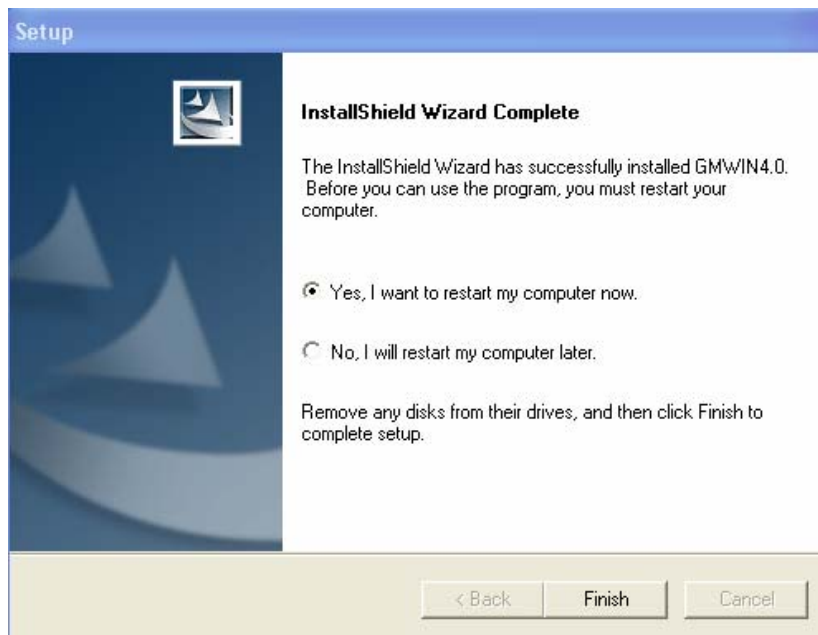 Setup
InstallShield Wizard Complete
The InstallShield Wizard has successfully installed GMWIN4.0.
Before you can use the program, you must restart your
computer.
Yes, I want to restart my computer now.
No, I will restart my computer later.
Remove any disks from their drives, and then click Finish to
complete setup.
< Back Finish Cancel